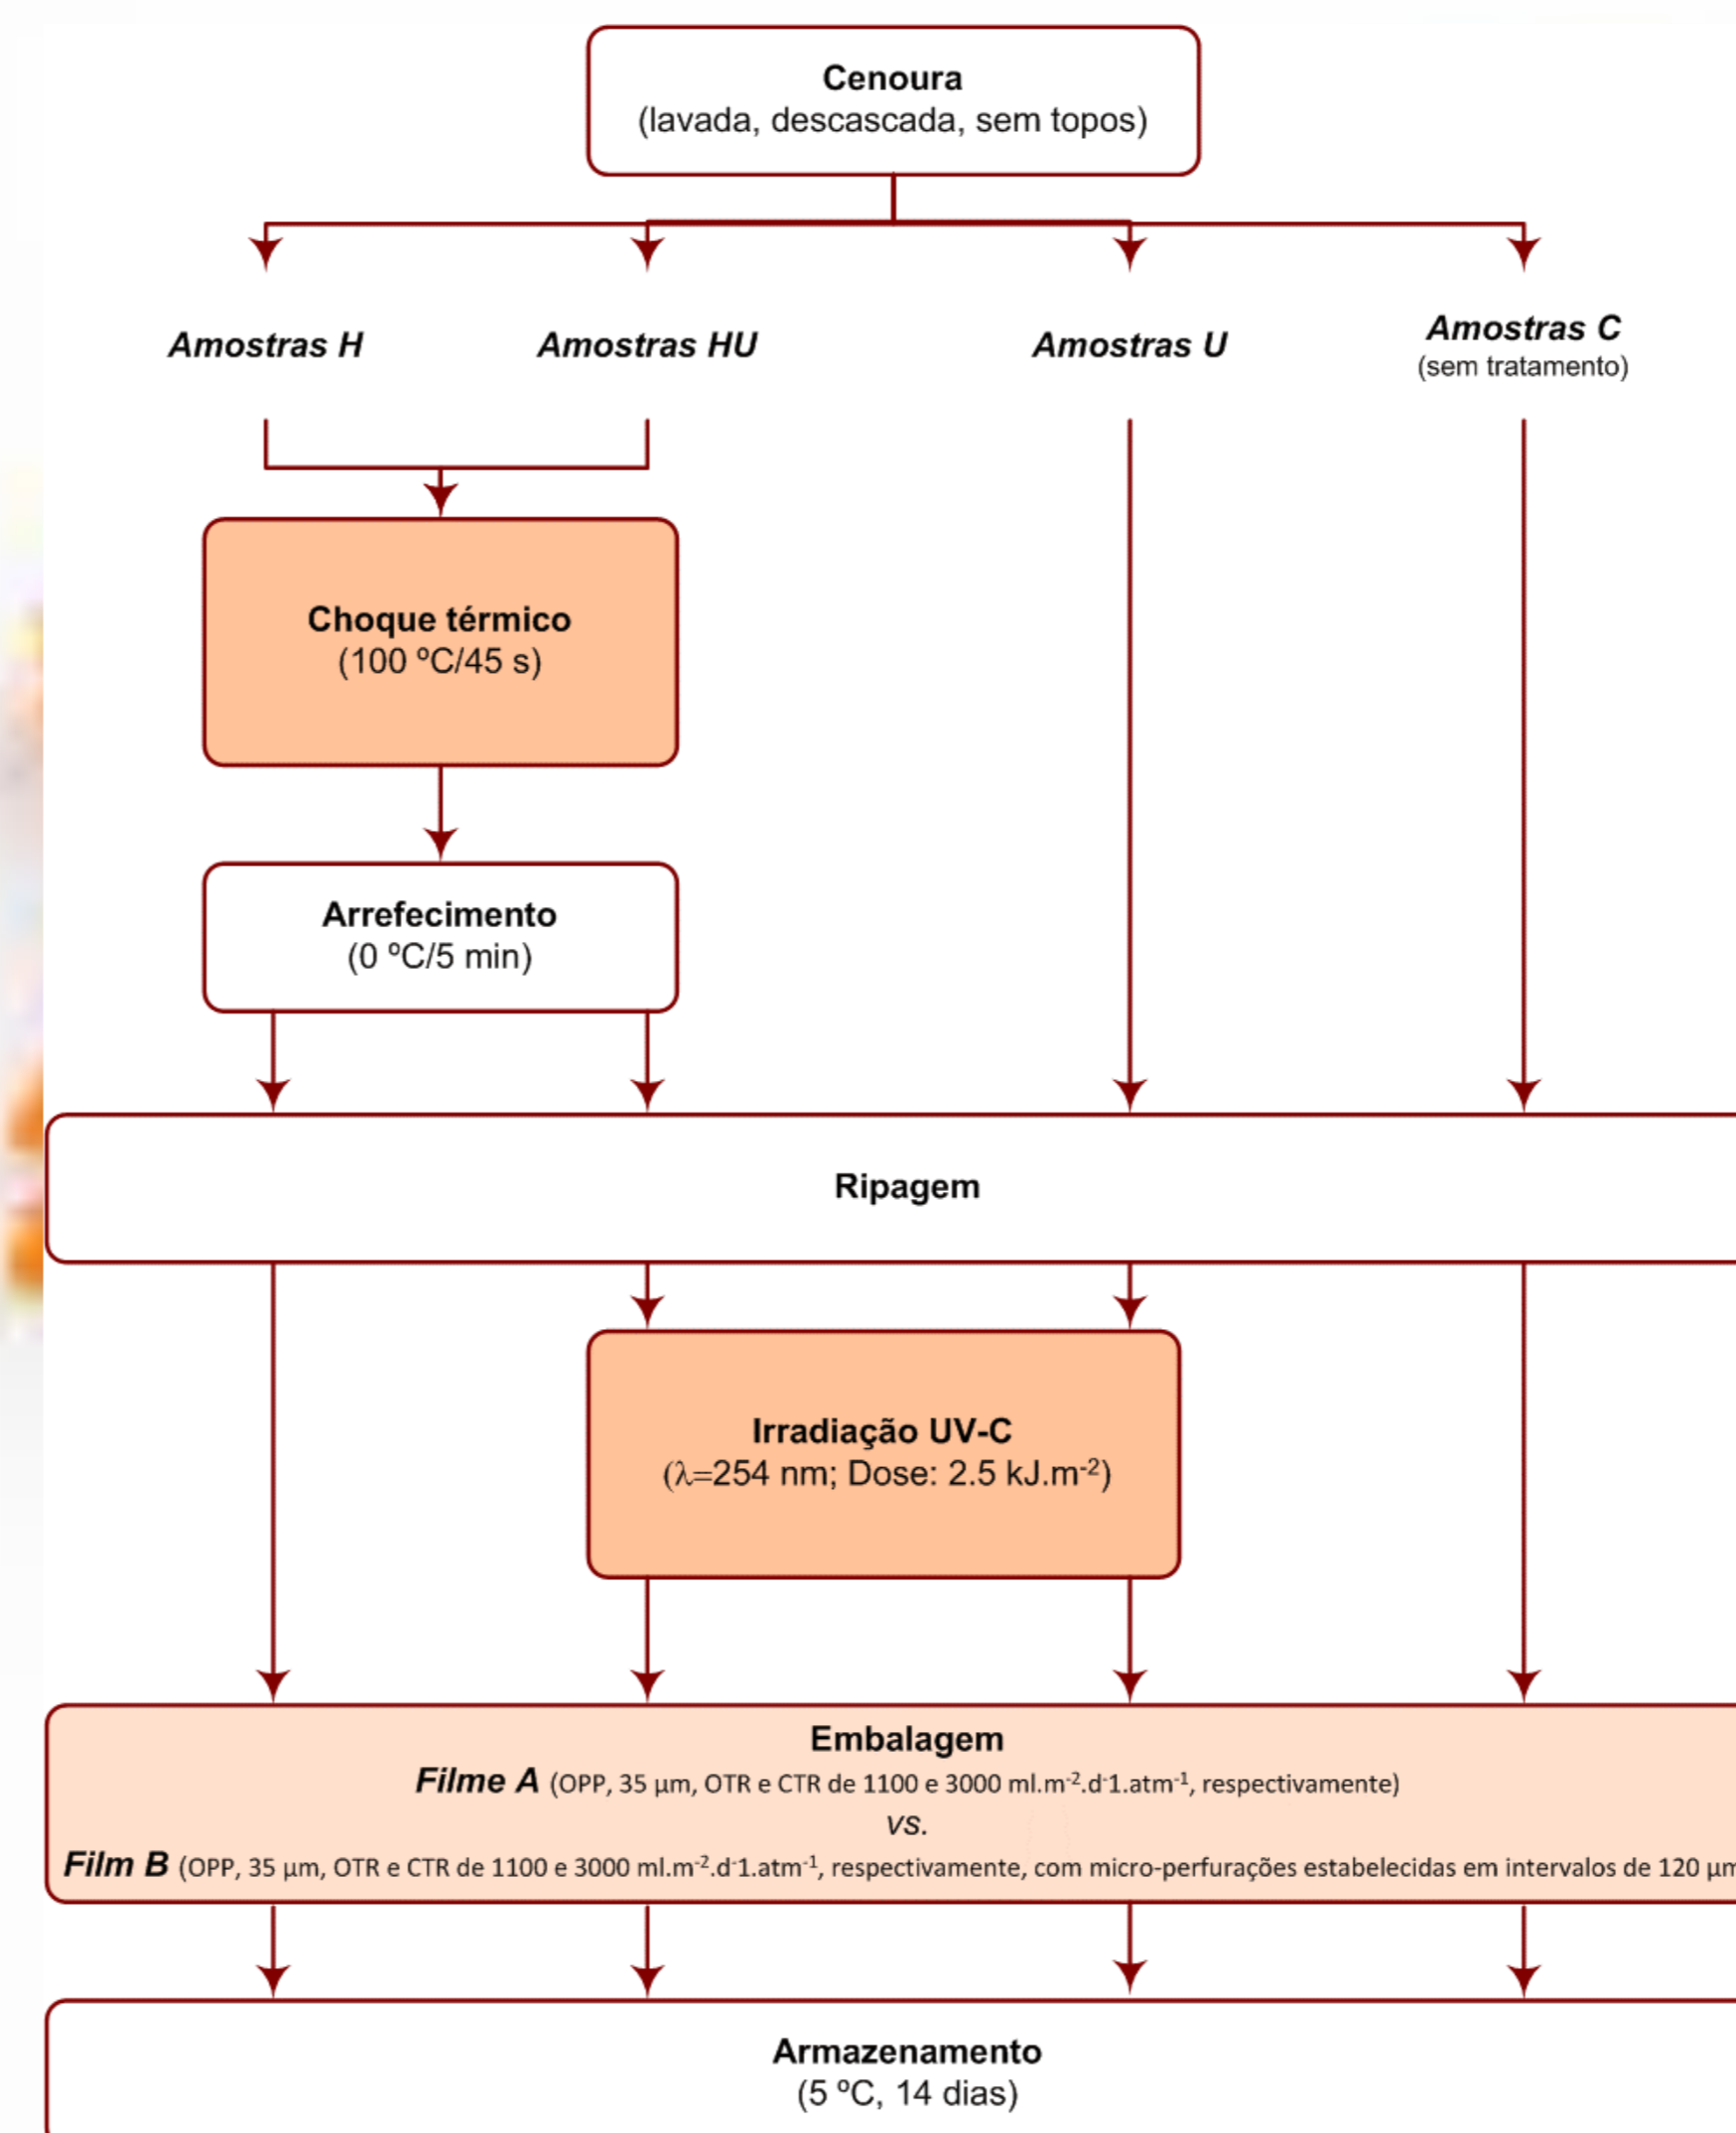 Cenoura
(lavada, descascada, sem topos)
Amostras H
Amostras HU
Amostras U
Amostras C
(sem tratamento)
Choque térmico
(100 ºC/45 s)
Arrefecimento
(0 ºC/5 min)
Ripagem
Irradiação UV-C
(λ=254 nm; Dose: 2.5 kJ.m⁻²)
Embalagem
Filme A (OPP, 35 µm, OTR e CTR de 1100 e 3000 ml.m⁻².d⁻1.atm⁻¹, respectivamente)
vs.
Film B (OPP, 35 µm, OTR e CTR de 1100 e 3000 ml.m⁻².d⁻1.atm⁻¹, respectivamente, com micro-perfurações estabelecidas em intervalos de 120 µm
Armazenamento
(5 ºC, 14 dias)